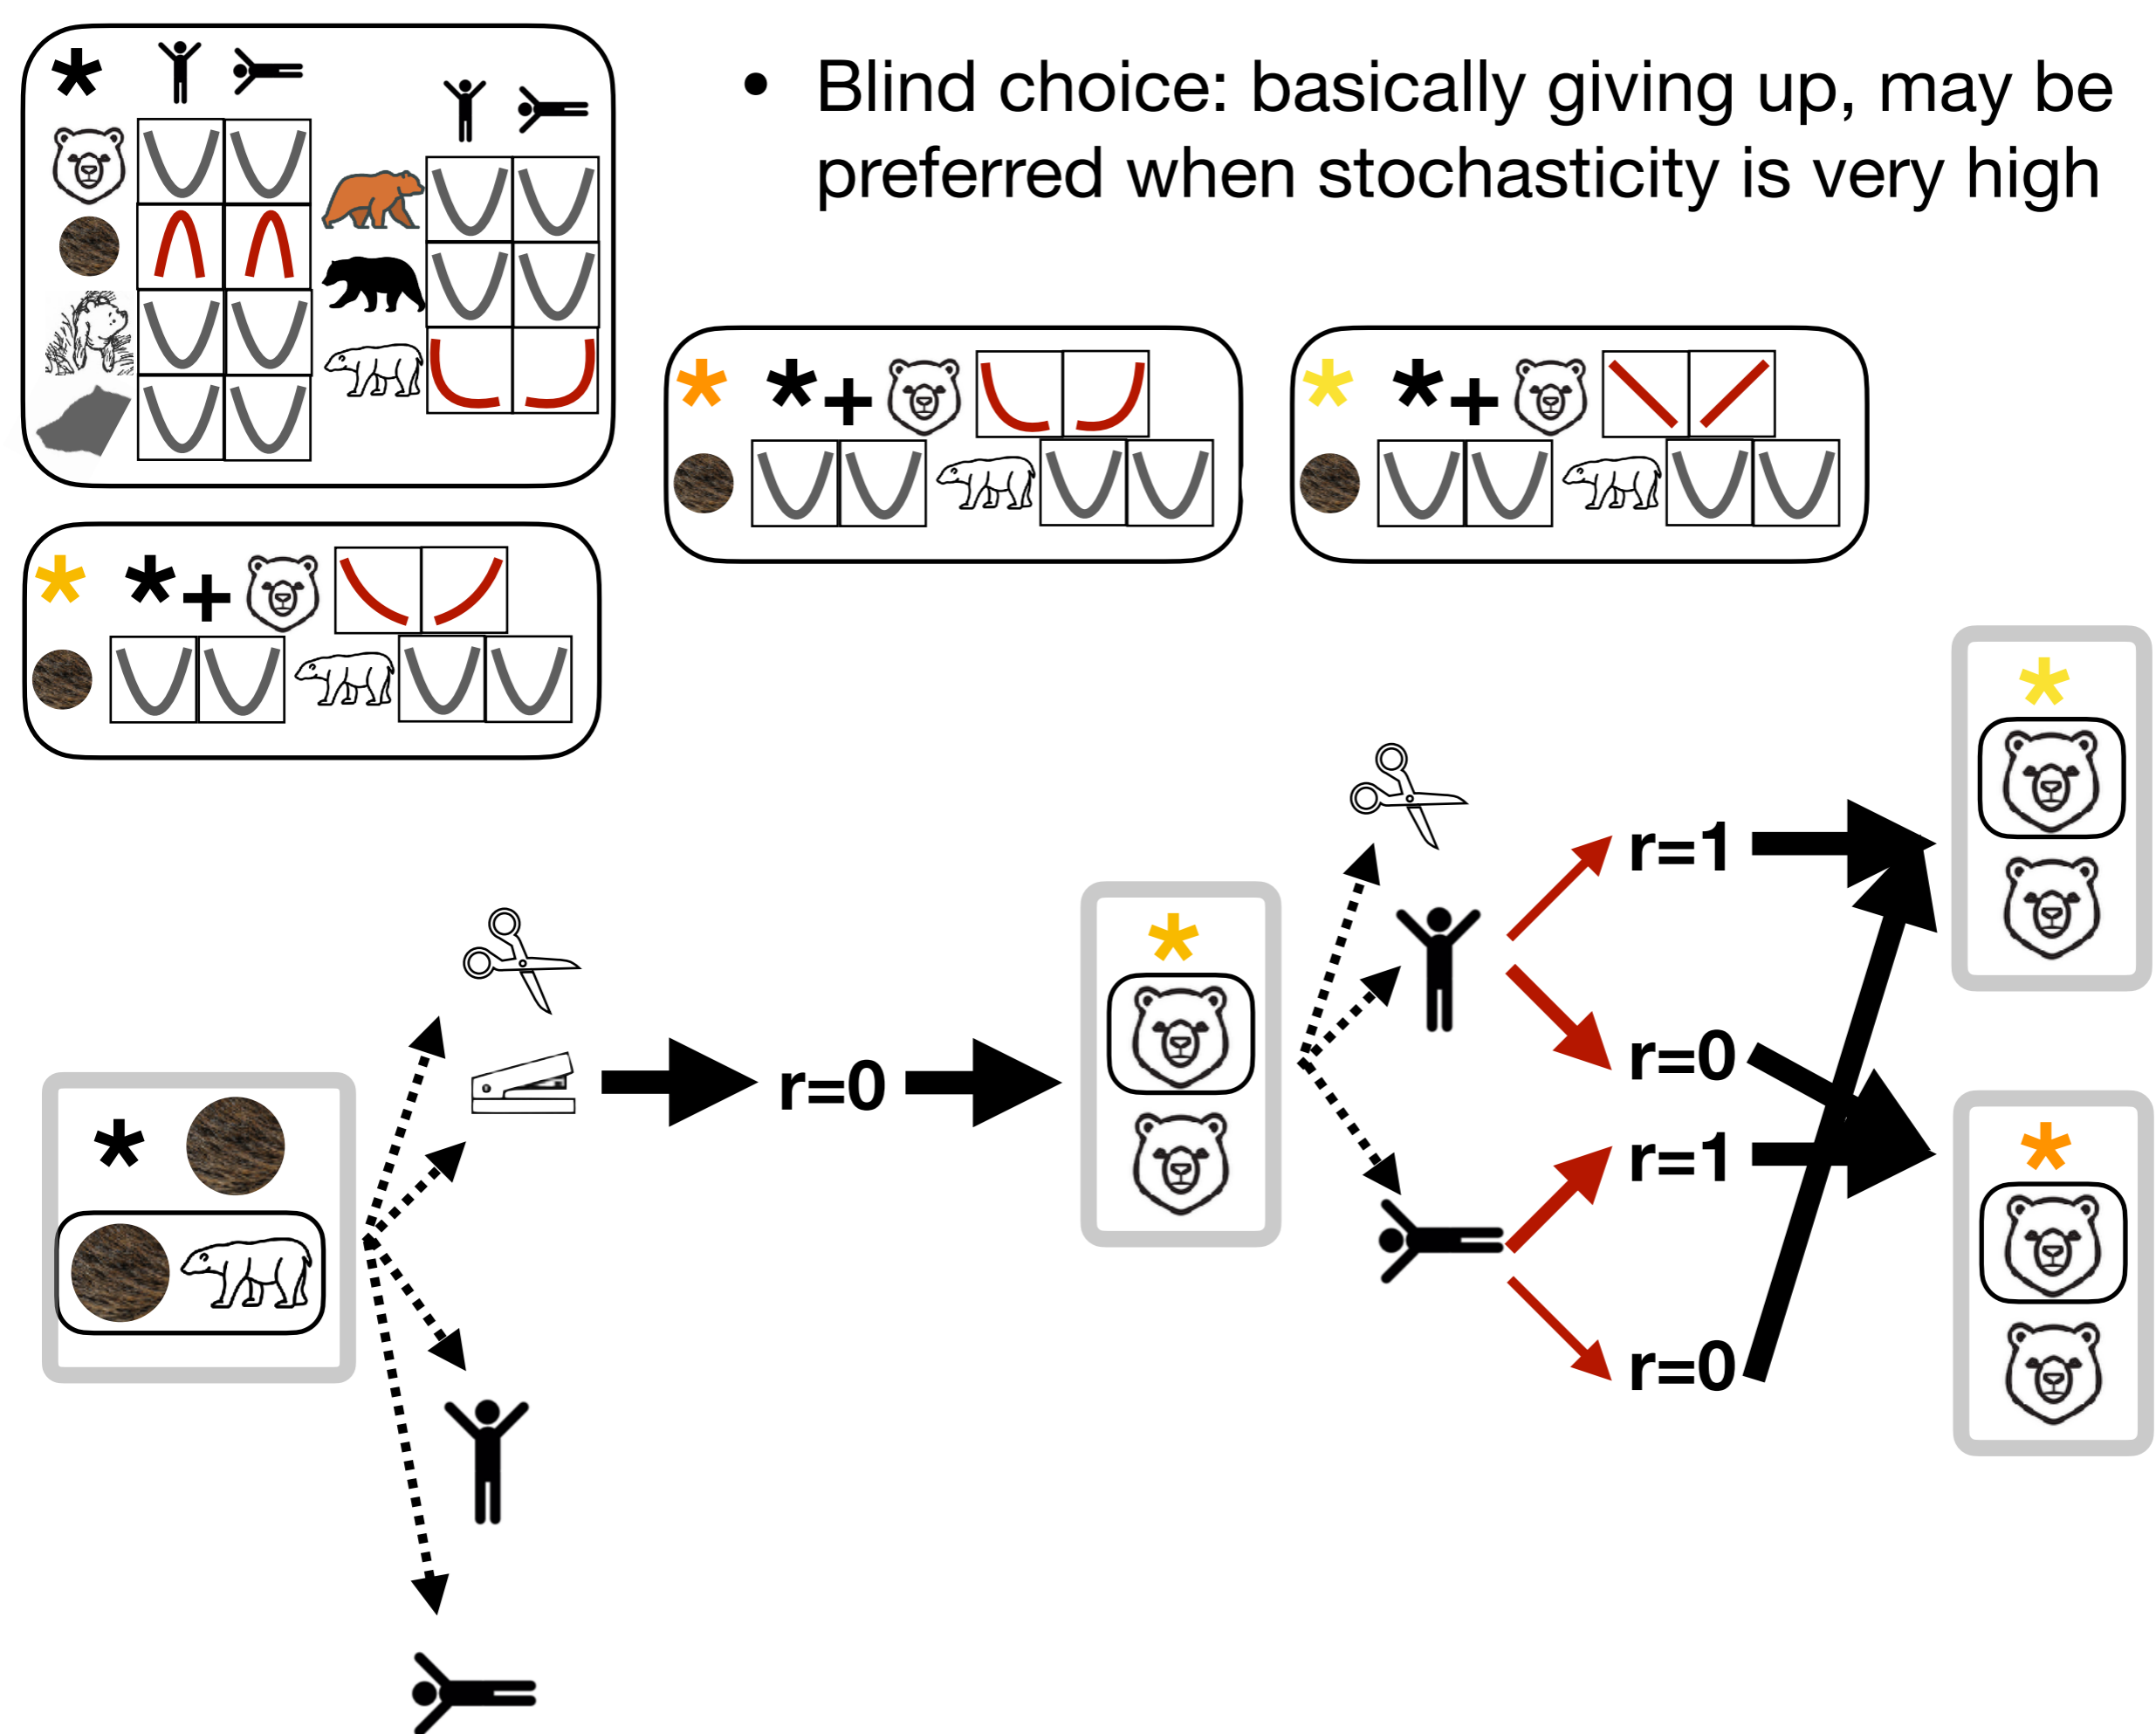 • Blind choice: basically giving up, may be
preferred when stochasticity is very high
*
* *+
* *+
* *+
*
r=1
*
r=0
r=0
*
r=1
*
r=0